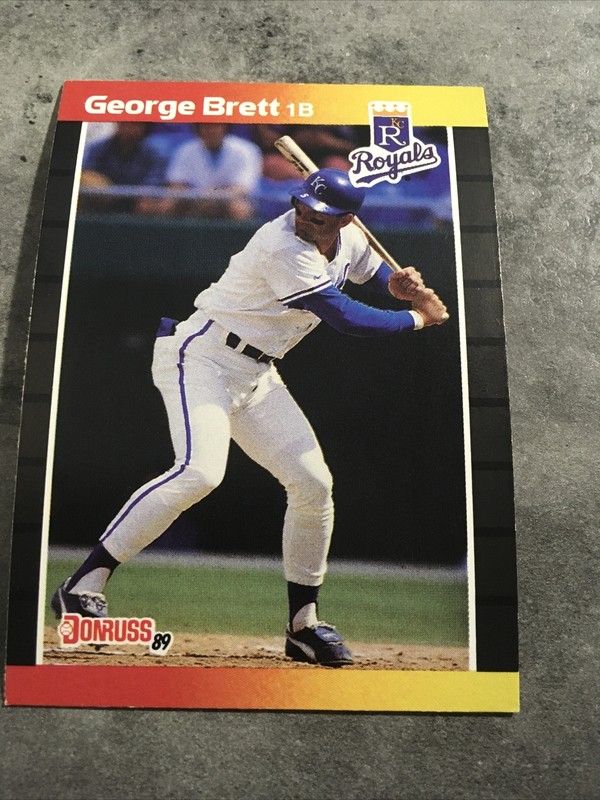 George Brett 1B
KC
R
Royals
KC
DONRUSS 89